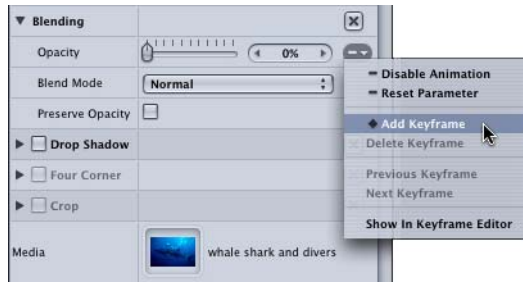 Blending
Opacity 0%
Blend Mode Normal
Preserve Opacity
Drop Shadow
Four Corner
Crop
Media whale shark and divers
Disable Animation
Reset Parameter
Add Keyframe
Delete Keyframe
Previous Keyframe
Next Keyframe
Show In Keyframe Editor